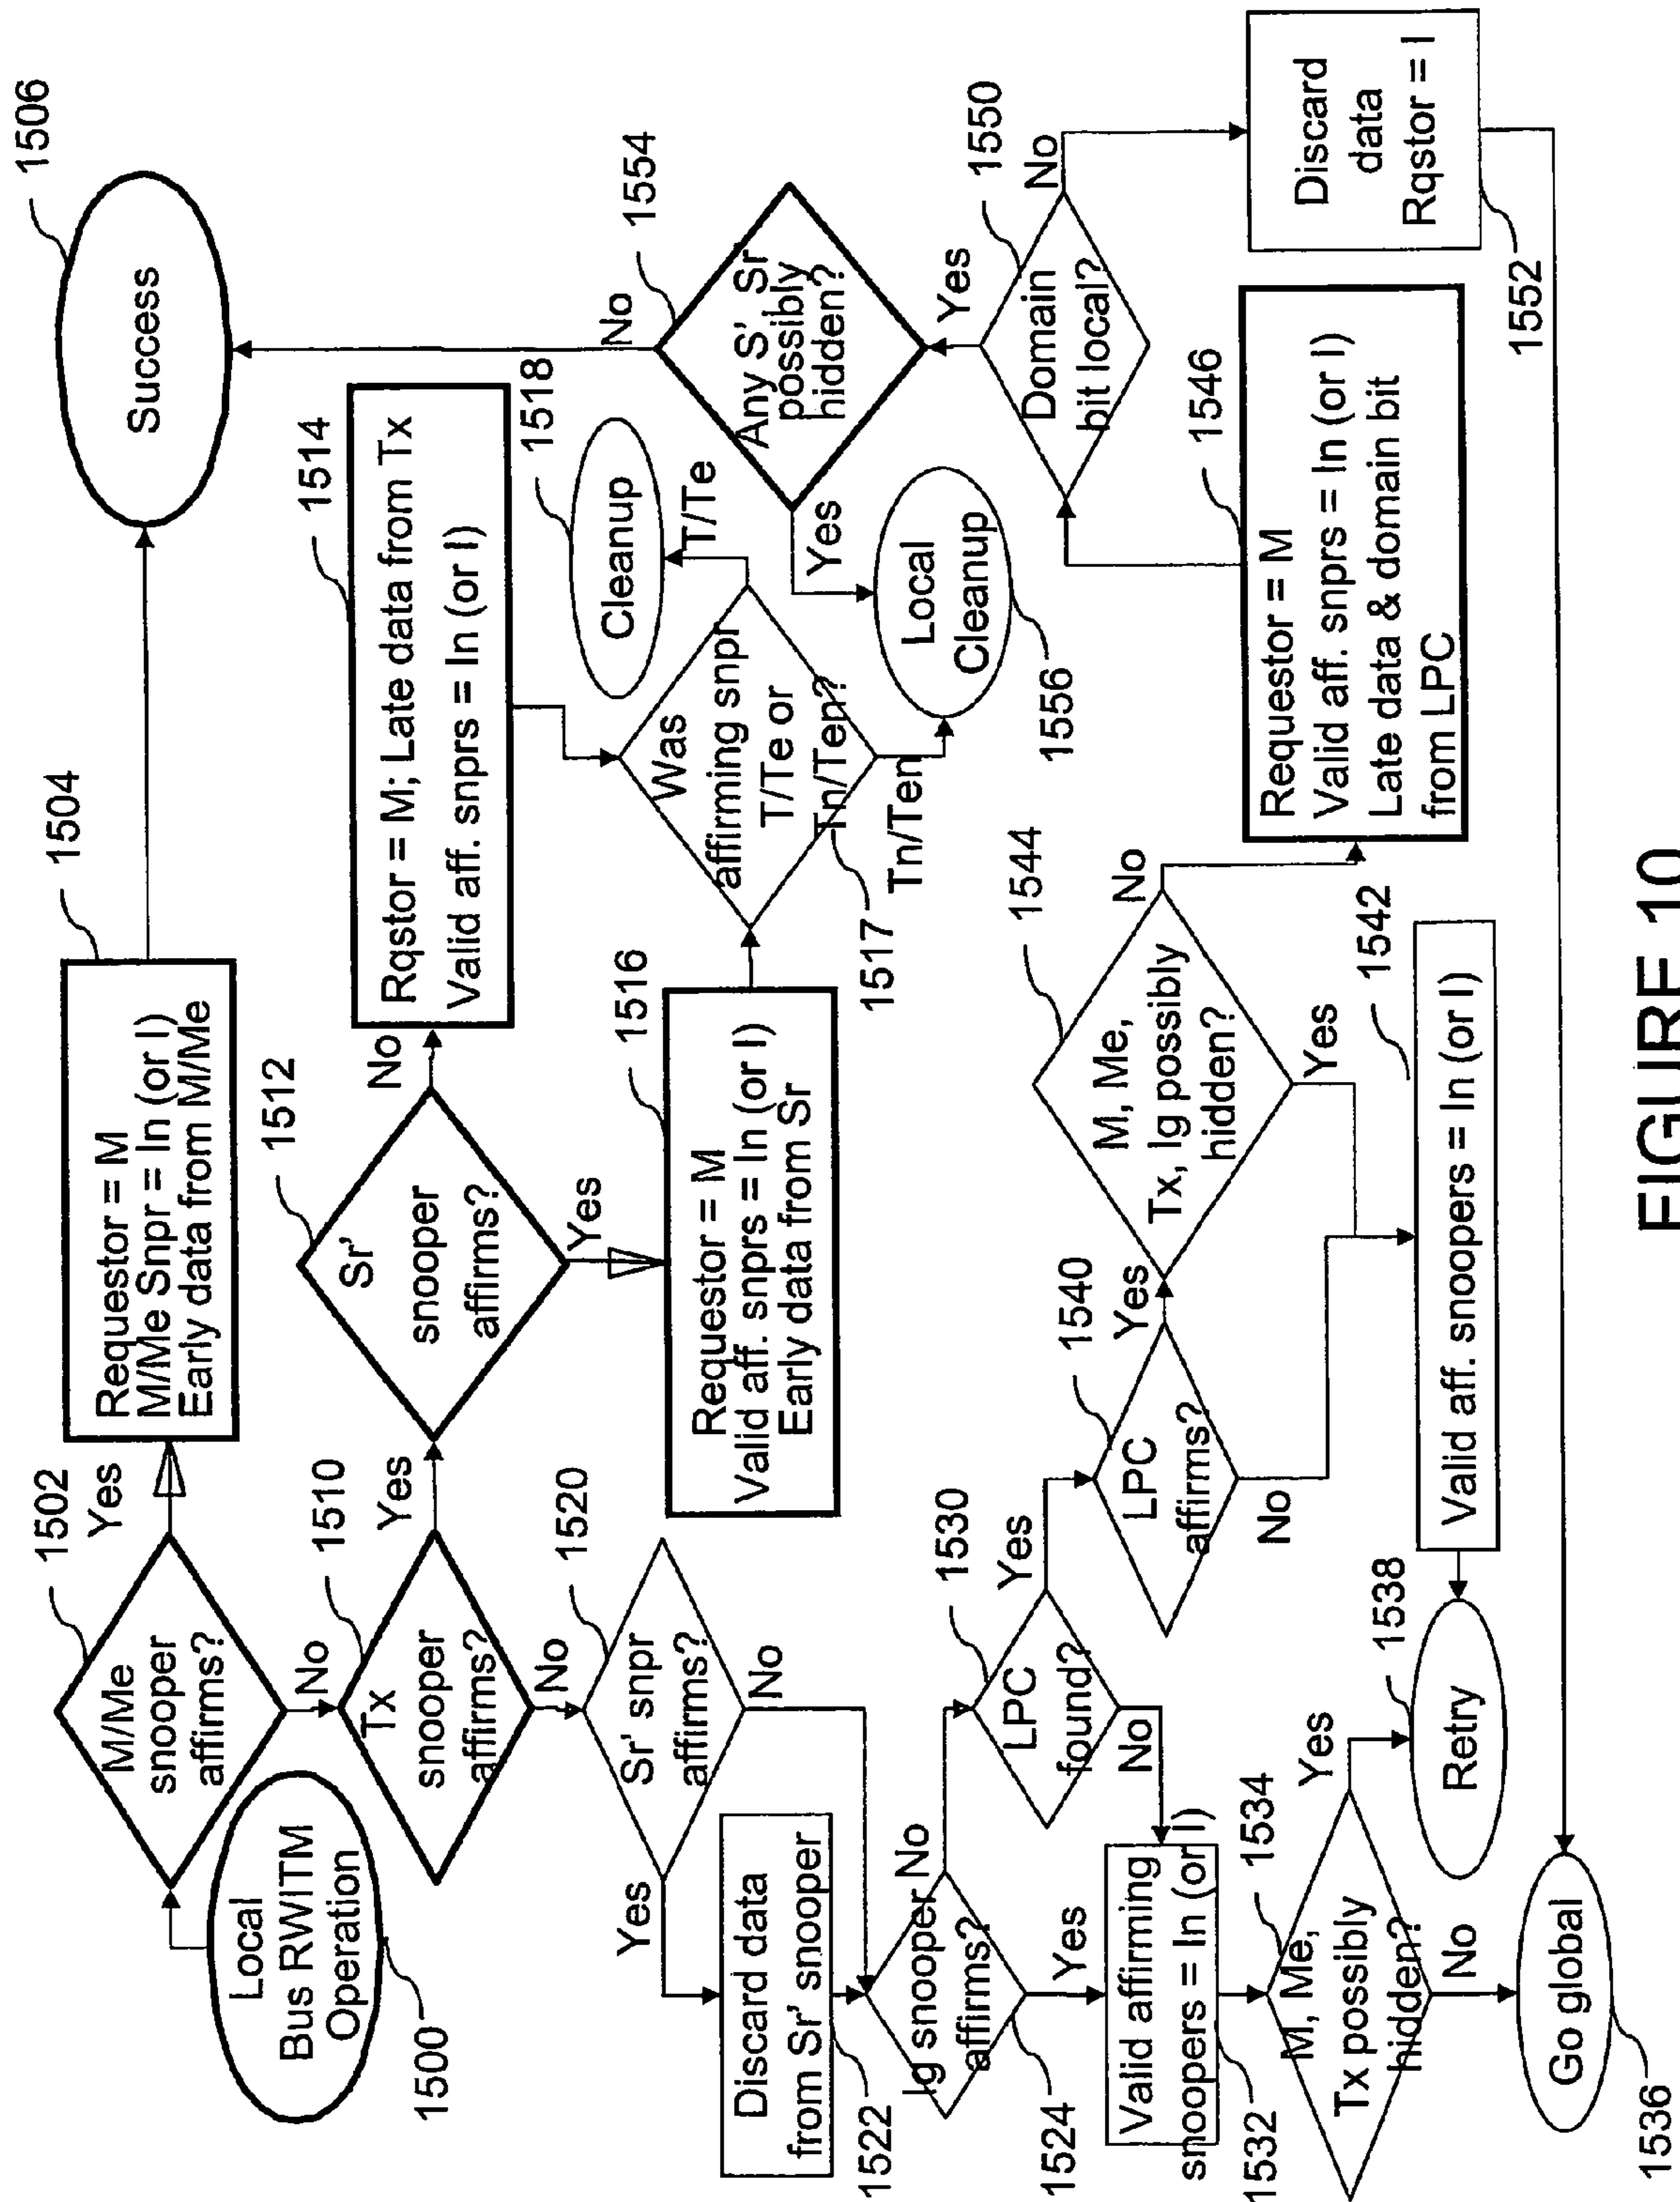 Local
Bus RWITM
Operation
1500
M/Me
snooper
affirms?
1502
Yes
No
Requestor = M
M/Me Snpr = In (or I)
Early data from M/Me
1504
Success
1506
Tx
snooper
affirms?
1510
Yes
No
Sr'
snooper
affirms?
1512
No
Yes
Rqstor = M; Late data from Tx
Valid aff. snprs = In (or I)
1514
Requestor = M
Valid aff. snprs = In (or I)
Early data from Sr
1516
Was
affirming snpr
T/Te or
Tn/Ten?
1517
T/Te
Tn/Ten
Cleanup
1518
Sr' snpr
affirms?
1520
Yes
No
Discard data
from Sr' snooper
1522
Ig snooper
affirms?
1524
No
Yes
LPC
found?
1530
Yes
No
Valid affirming
snoopers = In (or I)
1532
M, Me,
Tx possibly
hidden?
1534
Yes
No
Go global
1536
Retry
1538
LPC
affirms?
1540
Yes
No
Valid aff. snoopers = In (or I)
1542
M, Me,
Tx, Ig possibly
hidden?
1544
No
Yes
Requestor = M
Valid aff. snprs = In (or I)
Late data & domain bit
from LPC
1546
Domain
bit local?
1550
Yes
No
Discard
data
Rqstor = I
1552
Any S' Sr
possibly
hidden?
1554
No
Yes
Local
Cleanup
1556
FIGURE 10